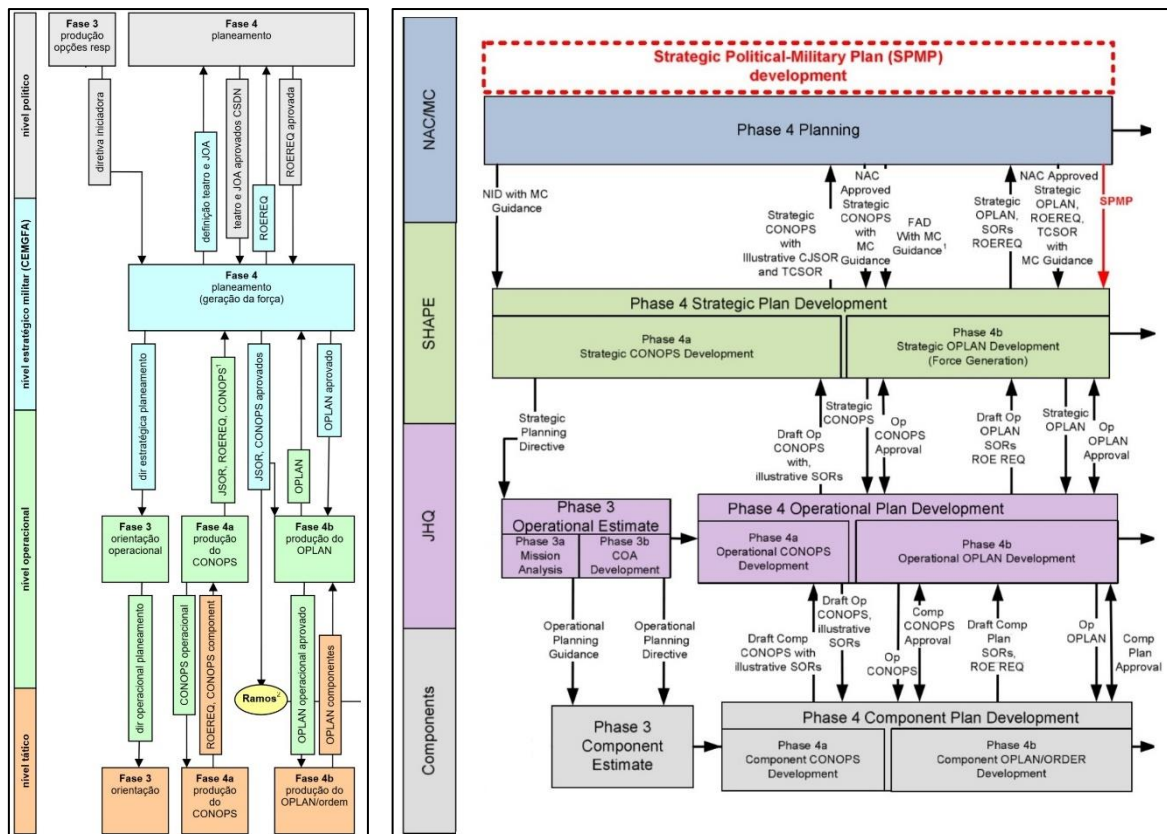 nível político
nível estratégico militar (CEMGFA)
nível operacional
nível tático
Fase 3
produção
opções resp
Fase 4
planeamento
diretiva iniciadora
definição teatro e JOA
teatro e JOA aprovados CSDN
ROEREQ
ROEREQ aprovada
Fase 4
planeamento
(geração da força)
dir estratégica planeamento
JSOR, ROEREQ, CONOPS1
JSOR, CONOPS aprovados
OPLAN
OPLAN aprovado
Fase 3
orientação
operacional
Fase 4a
produção
do CONOPS
Fase 4b
produção do
OPLAN
dir operacional planeamento
CONOPS operacional
ROEREQ, CONOPS component
Ramos2
OPLAN operacional aprovado
OPLAN componentes
Fase 3
orientação
Fase 4a
produção
do
CONOPS
Fase 4b
produção do
OPLAN/ordem
NAC/MC
SHAPE
JHQ
Components
Strategic Political-Military Plan (SPMP)
development
Phase 4 Planning
NID with MC
Guidance
Strategic
CONOPS
with
Illustrative CJSOR
and TCSOR
NAC
Approved
Strategic
CONOPS
with
MC
Guidance
FAD
With MC
Guidance1
Strategic
OPLAN,
SORs
ROEREQ
NAC Approved
Strategic
OPLAN,
ROEREQ,
TCSOR
with
MC Guidance
SPMP
Phase 4 Strategic Plan Development
Phase 4a
Strategic CONOPS Development
Phase 4b
Strategic OPLAN Development
(Force Generation)
Strategic
Planning
Directive
Draft Op
CONOPS
with,
illustrative SORs
Strategic
CONOPS
Op
CONOPS
Approval
Draft Op
OPLAN
SORs
ROE REQ
Strategic
OPLAN
Op
OPLAN
Approval
Phase 3
Operational Estimate
Phase 3a
Mission
Analysis
Phase 3b
COA
Development
Phase 4 Operational Plan Development
Phase 4a
Operational CONOPS
Development
Phase 4b
Operational OPLAN Development
Operational
Planning
Guidance
Operational
Planning
Directive
Draft Comp
CONOPS with
illustrative SORs
Draft Op
CONOPS,
illustrative
SORs
Op
CONOPS
Comp
CONOPS
Approval
Draft Comp
Plan
SORs,
ROE REQ
Op
OPLAN
Comp
Plan
Approval
Phase 3
Component
Estimate
Phase 4 Component Plan Development
Phase 4a
Component CONOPS
Development
Phase 4b
Component OPLAN/ORDER
Development